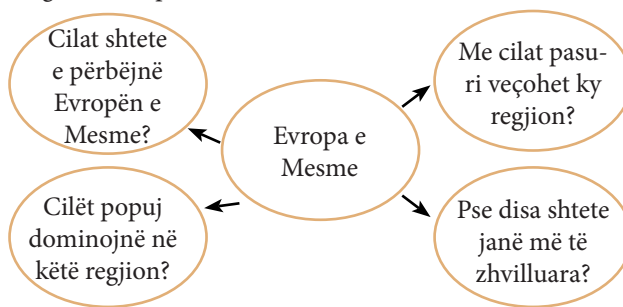 Cilat shtete
e përbëjnë
Evropën e
Mesme?
Me cilat pasu-
ri veçohet ky
regjion?
Evropa e
Mesme
Cilët popuj
dominojnë në
këtë regjion?
Pse disa shtete
janë më të
zhvilluara?